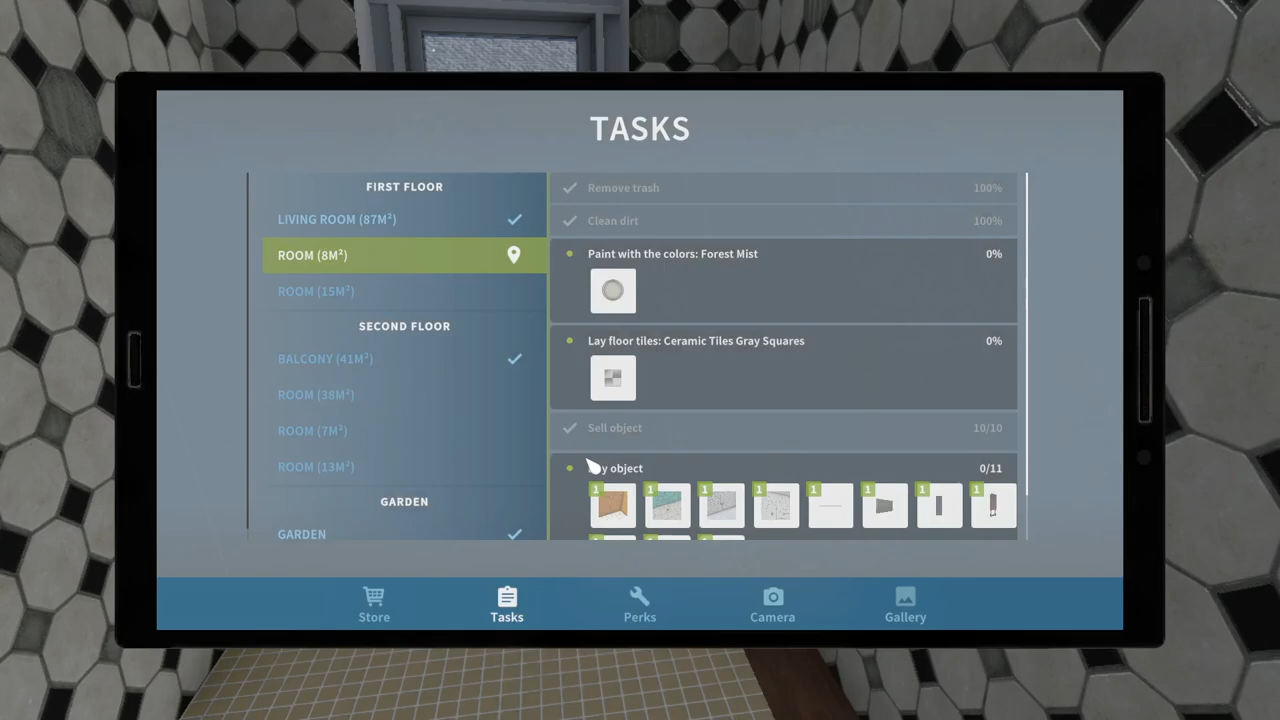 TASKS
FIRST FLOOR
LIVING ROOM (87M²)
ROOM (8M²)
ROOM (15M²)
SECOND FLOOR
BALCONY (41M²)
ROOM (38M²)
ROOM (7M²)
ROOM (13M²)
GARDEN
GARDEN
Remove trash 100%
Clean dirt 100%
Paint with the colors: Forest Mist 0%
Lay floor tiles: Ceramic Tiles Gray Squares 0%
Sell object 10/10
object 0/11
1 1 1 1 1 1 1 1
Store Tasks Perks Camera Gallery